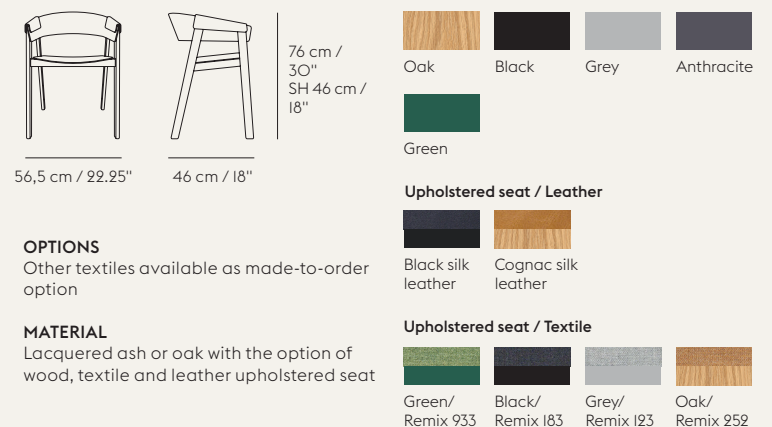 76 cm /
30"
SH 46 cm /
18"
56,5 cm / 22.25"
46 cm / 18"
OPTIONS
Other textiles available as made-to-order
option
MATERIAL
Lacquered ash or oak with the option of
wood, textile and leather upholstered seat
Oak
Black
Grey
Anthracite
Green
Upholstered seat / Leather
Black silk
leather
Cognac silk
leather
Upholstered seat / Textile
Green/
Remix 933
Black/
Remix 183
Grey/
Remix 123
Oak/
Remix 252